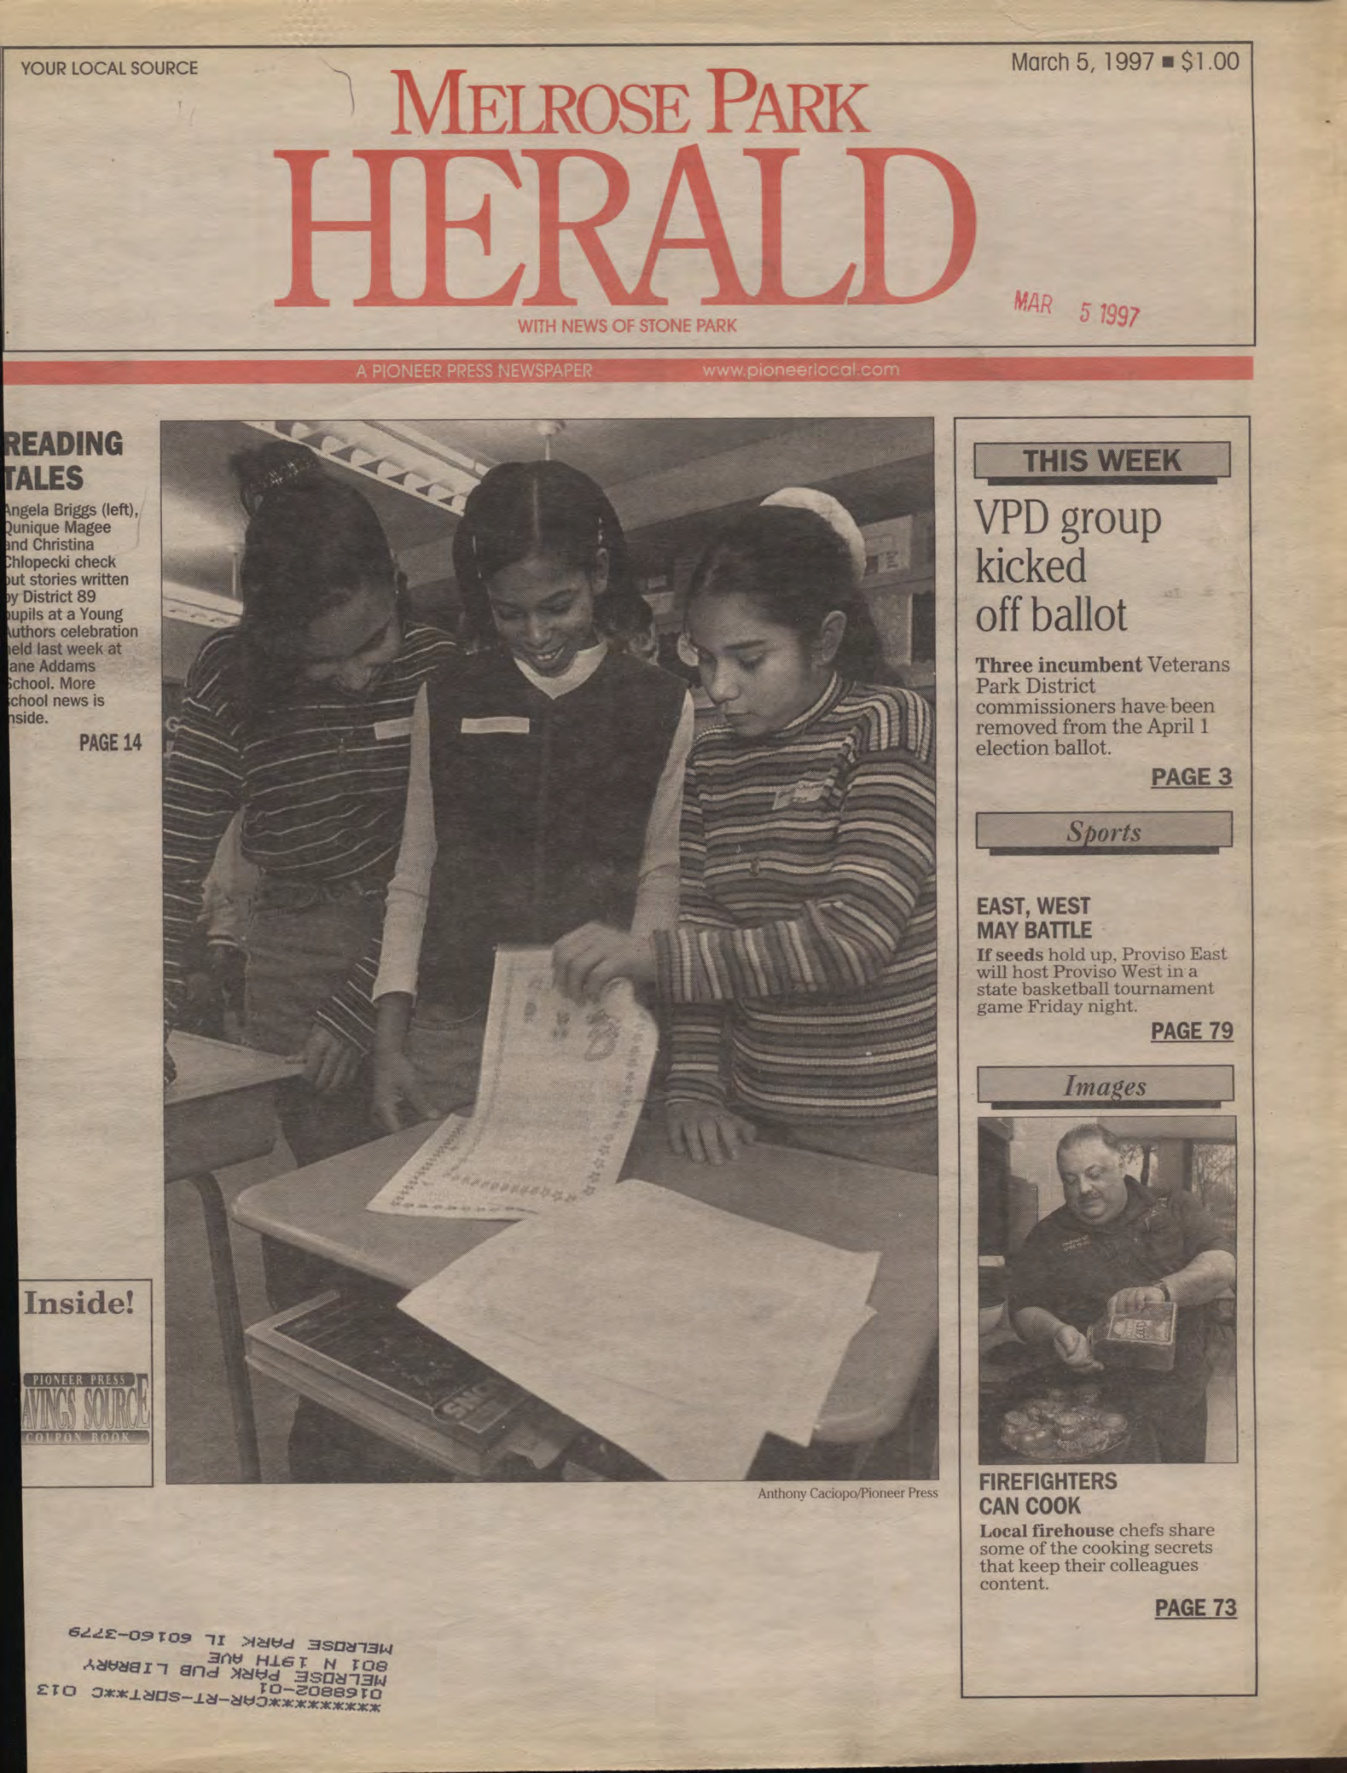 YOUR LOCAL SOURCE
March 5, 1997 ■ $1.00
MELROSE PARK
HERALD
WITH NEWS OF STONE PARK
MAR 5 1997
A PIONEER PRESS NEWSPAPER www.pioneerlocal.com
READING
TALES
Angela Briggs (left),
Qunique Magee
and Christina
Chlopecki check
out stories written
by District 89
pupils at a Young
Authors celebration
held last week at
Jane Addams
School. More
school news is
inside.
PAGE 14
Inside!
PIONEER PRESS
SAVINGS SOURCE
COUPON BOOK
Anthony Caciopo/Pioneer Press
THIS WEEK
VPD group
kicked
off ballot
Three incumbent Veterans
Park District
commissioners have been
removed from the April 1
election ballot.
PAGE 3
Sports
EAST, WEST
MAY BATTLE
If seeds hold up, Proviso East
will host Proviso West in a
state basketball tournament
game Friday night.
PAGE 79
Images
FIREFIGHTERS
CAN COOK
Local firehouse chefs share
some of the cooking secrets
that keep their colleagues
content.
PAGE 73
**********CAR-RT-SORT**C 013
0168802-01
MELROSE PARK PUB LIBRARY
801 N 19TH AVE
MELROSE PARK IL 60160-3779